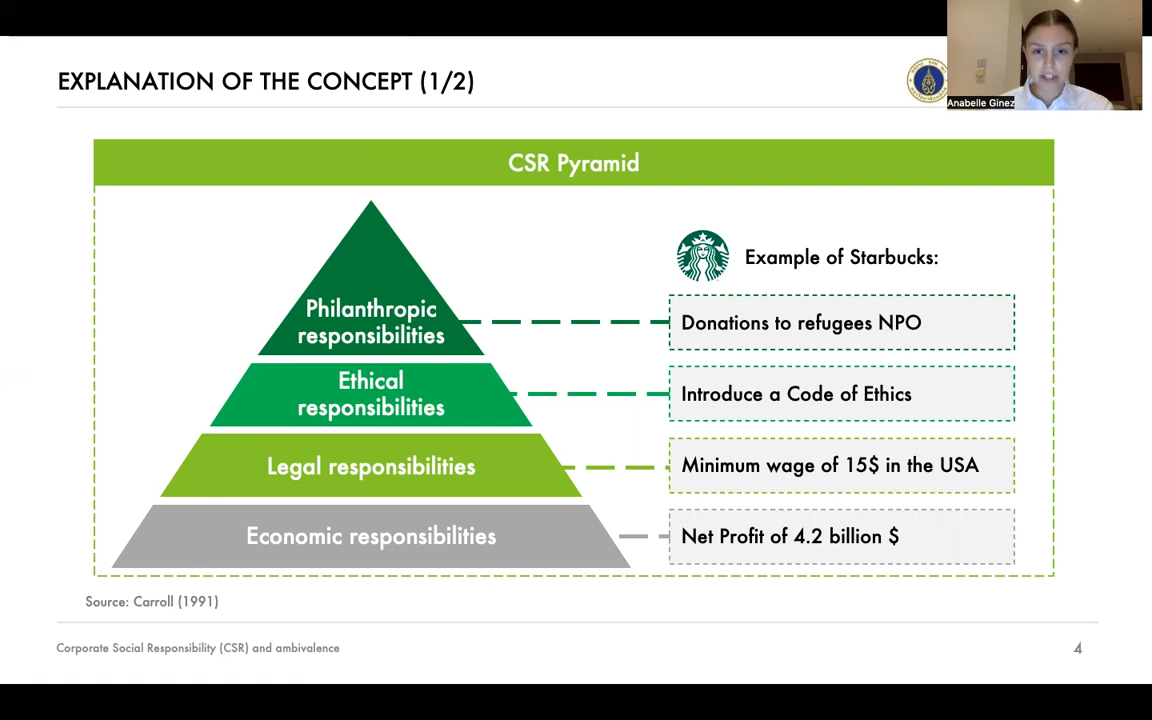 EXPLANATION OF THE CONCEPT (1/2)
Anabelle Ginez
CSR Pyramid
Example of Starbucks:
Philanthropic
responsibilities
Donations to refugees NPO
Ethical
responsibilities
Introduce a Code of Ethics
Legal responsibilities
Minimum wage of 15$ in the USA
Economic responsibilities
Net Profit of 4.2 billion $
Source: Carroll (1991)
Corporate Social Responsibility (CSR) and ambivalence
4